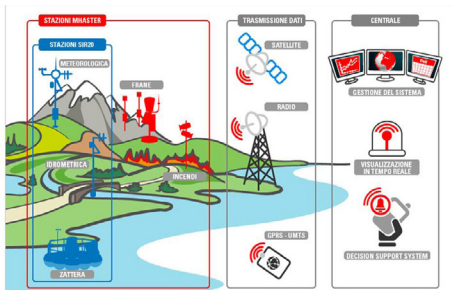 STAZIONI MHASTER
TRASMISSIONE DATI
CENTRALE
STAZIONI SIR20
METEOROLOGICA
FRANE
SATELLITE
GESTIONE DEL SISTEMA
RADIO
IDROMETRICA
INCENDI
VISUALIZZAZIONE
IN TEMPO REALE
GPRS - UMTS
ZATTERA
DECISION SUPPORT SYSTEM